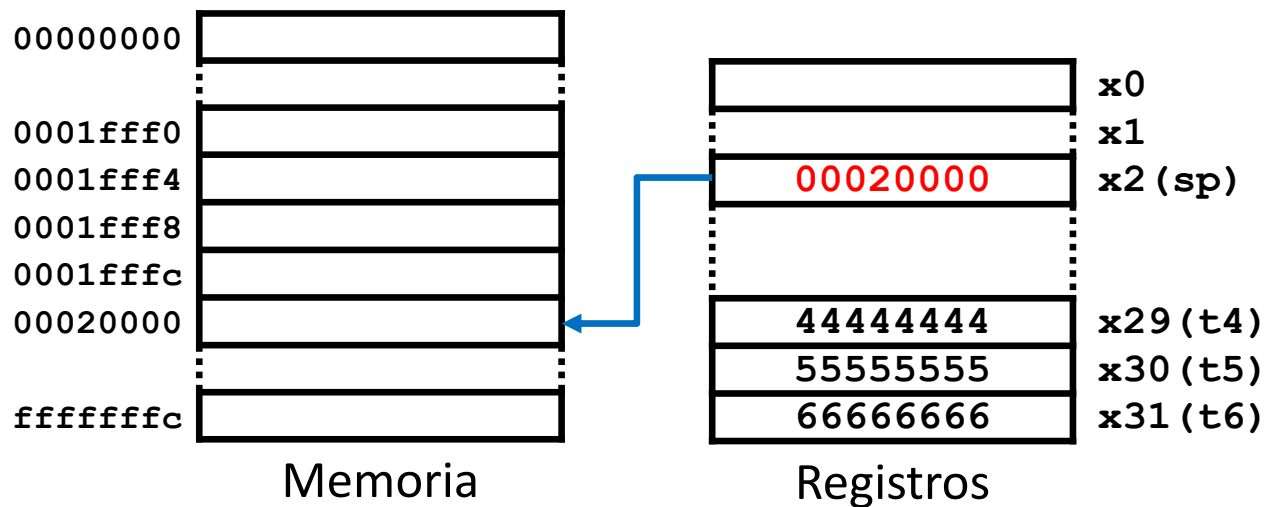 00000000
0001fff0
0001fff4
0001fff8
0001fffc
00020000
fffffffc
Memoria
x0
x1
00020000 x2(sp)
44444444 x29(t4)
55555555 x30(t5)
66666666 x31(t6)
Registros